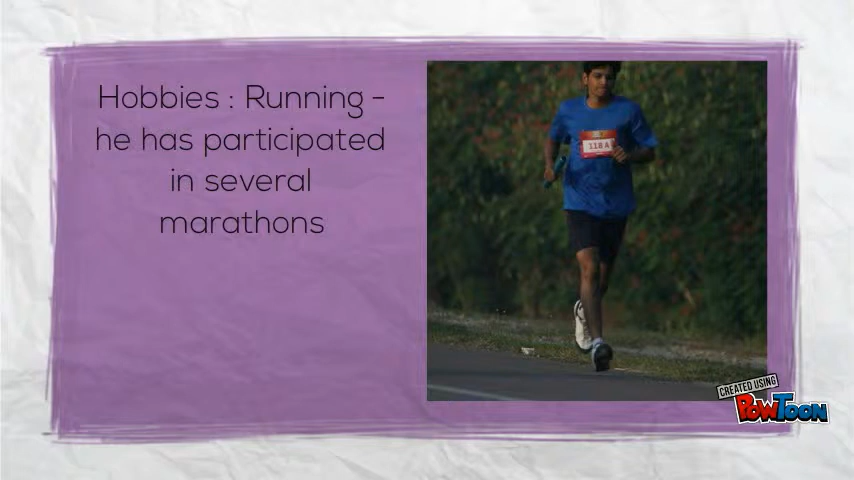 Hobbies : Running -
he has participated
in several
marathons
118 A
CREATED USING
POWTOON